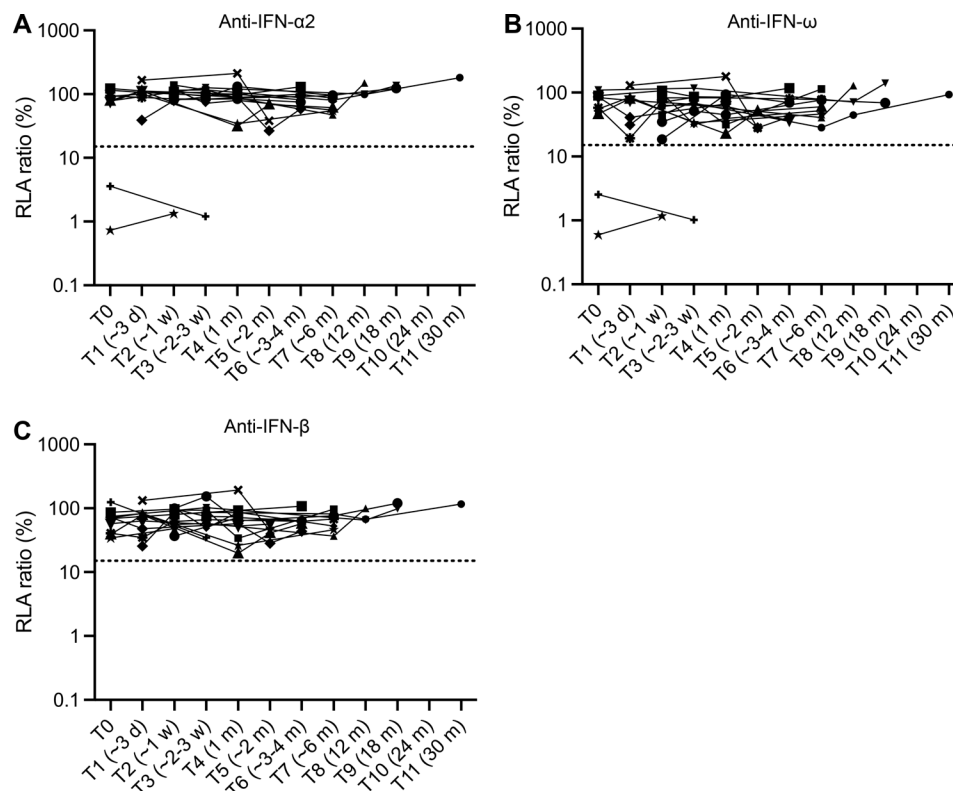 A
Anti-IFN-α2
RLA ratio (%)
1000
100
10
1
0.1
T0
T1 (~3 d)
T2 (~1 w)
T3 (~2-3 w)
T4 (1 m)
T5 (~2 m)
T6 (~3-4 m)
T7 (~6 m)
T8 (12 m)
T9 (18 m)
T10 (24 m)
T11 (30 m)
B
Anti-IFN-ω
RLA ratio (%)
1000
100
10
1
0.1
T0
T1 (~3 d)
T2 (~1 w)
T3 (~2-3 w)
T4 (1 m)
T5 (~2 m)
T6 (~3-4 m)
T7 (~6 m)
T8 (12 m)
T9 (18 m)
T10 (24 m)
T11 (30 m)
C
Anti-IFN-β
RLA ratio (%)
1000
100
10
1
0.1
T0
T1 (~3 d)
T2 (~1 w)
T3 (~2-3 w)
T4 (1 m)
T5 (~2 m)
T6 (~3-4 m)
T7 (~6 m)
T8 (12 m)
T9 (18 m)
T10 (24 m)
T11 (30 m)